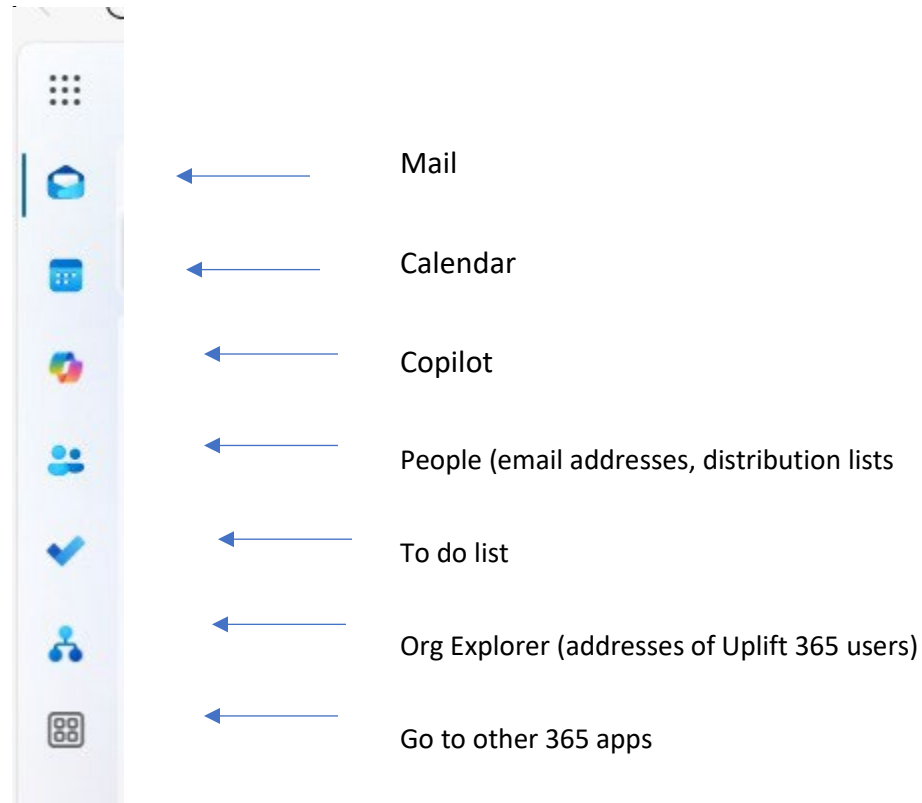 Mail
Calendar
Copilot
People (email addresses, distribution lists
To do list
Org Explorer (addresses of Uplift 365 users)
Go to other 365 apps